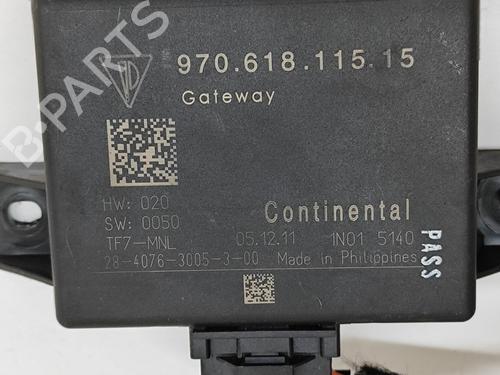 970.618.115.15
Gateway
HW: 020
SW: 0050
Continental
TF7-MNL 05.12.11 1N01 5140
28-4076-3005-3-00 Made in Philippines
PASS
B-PARTS